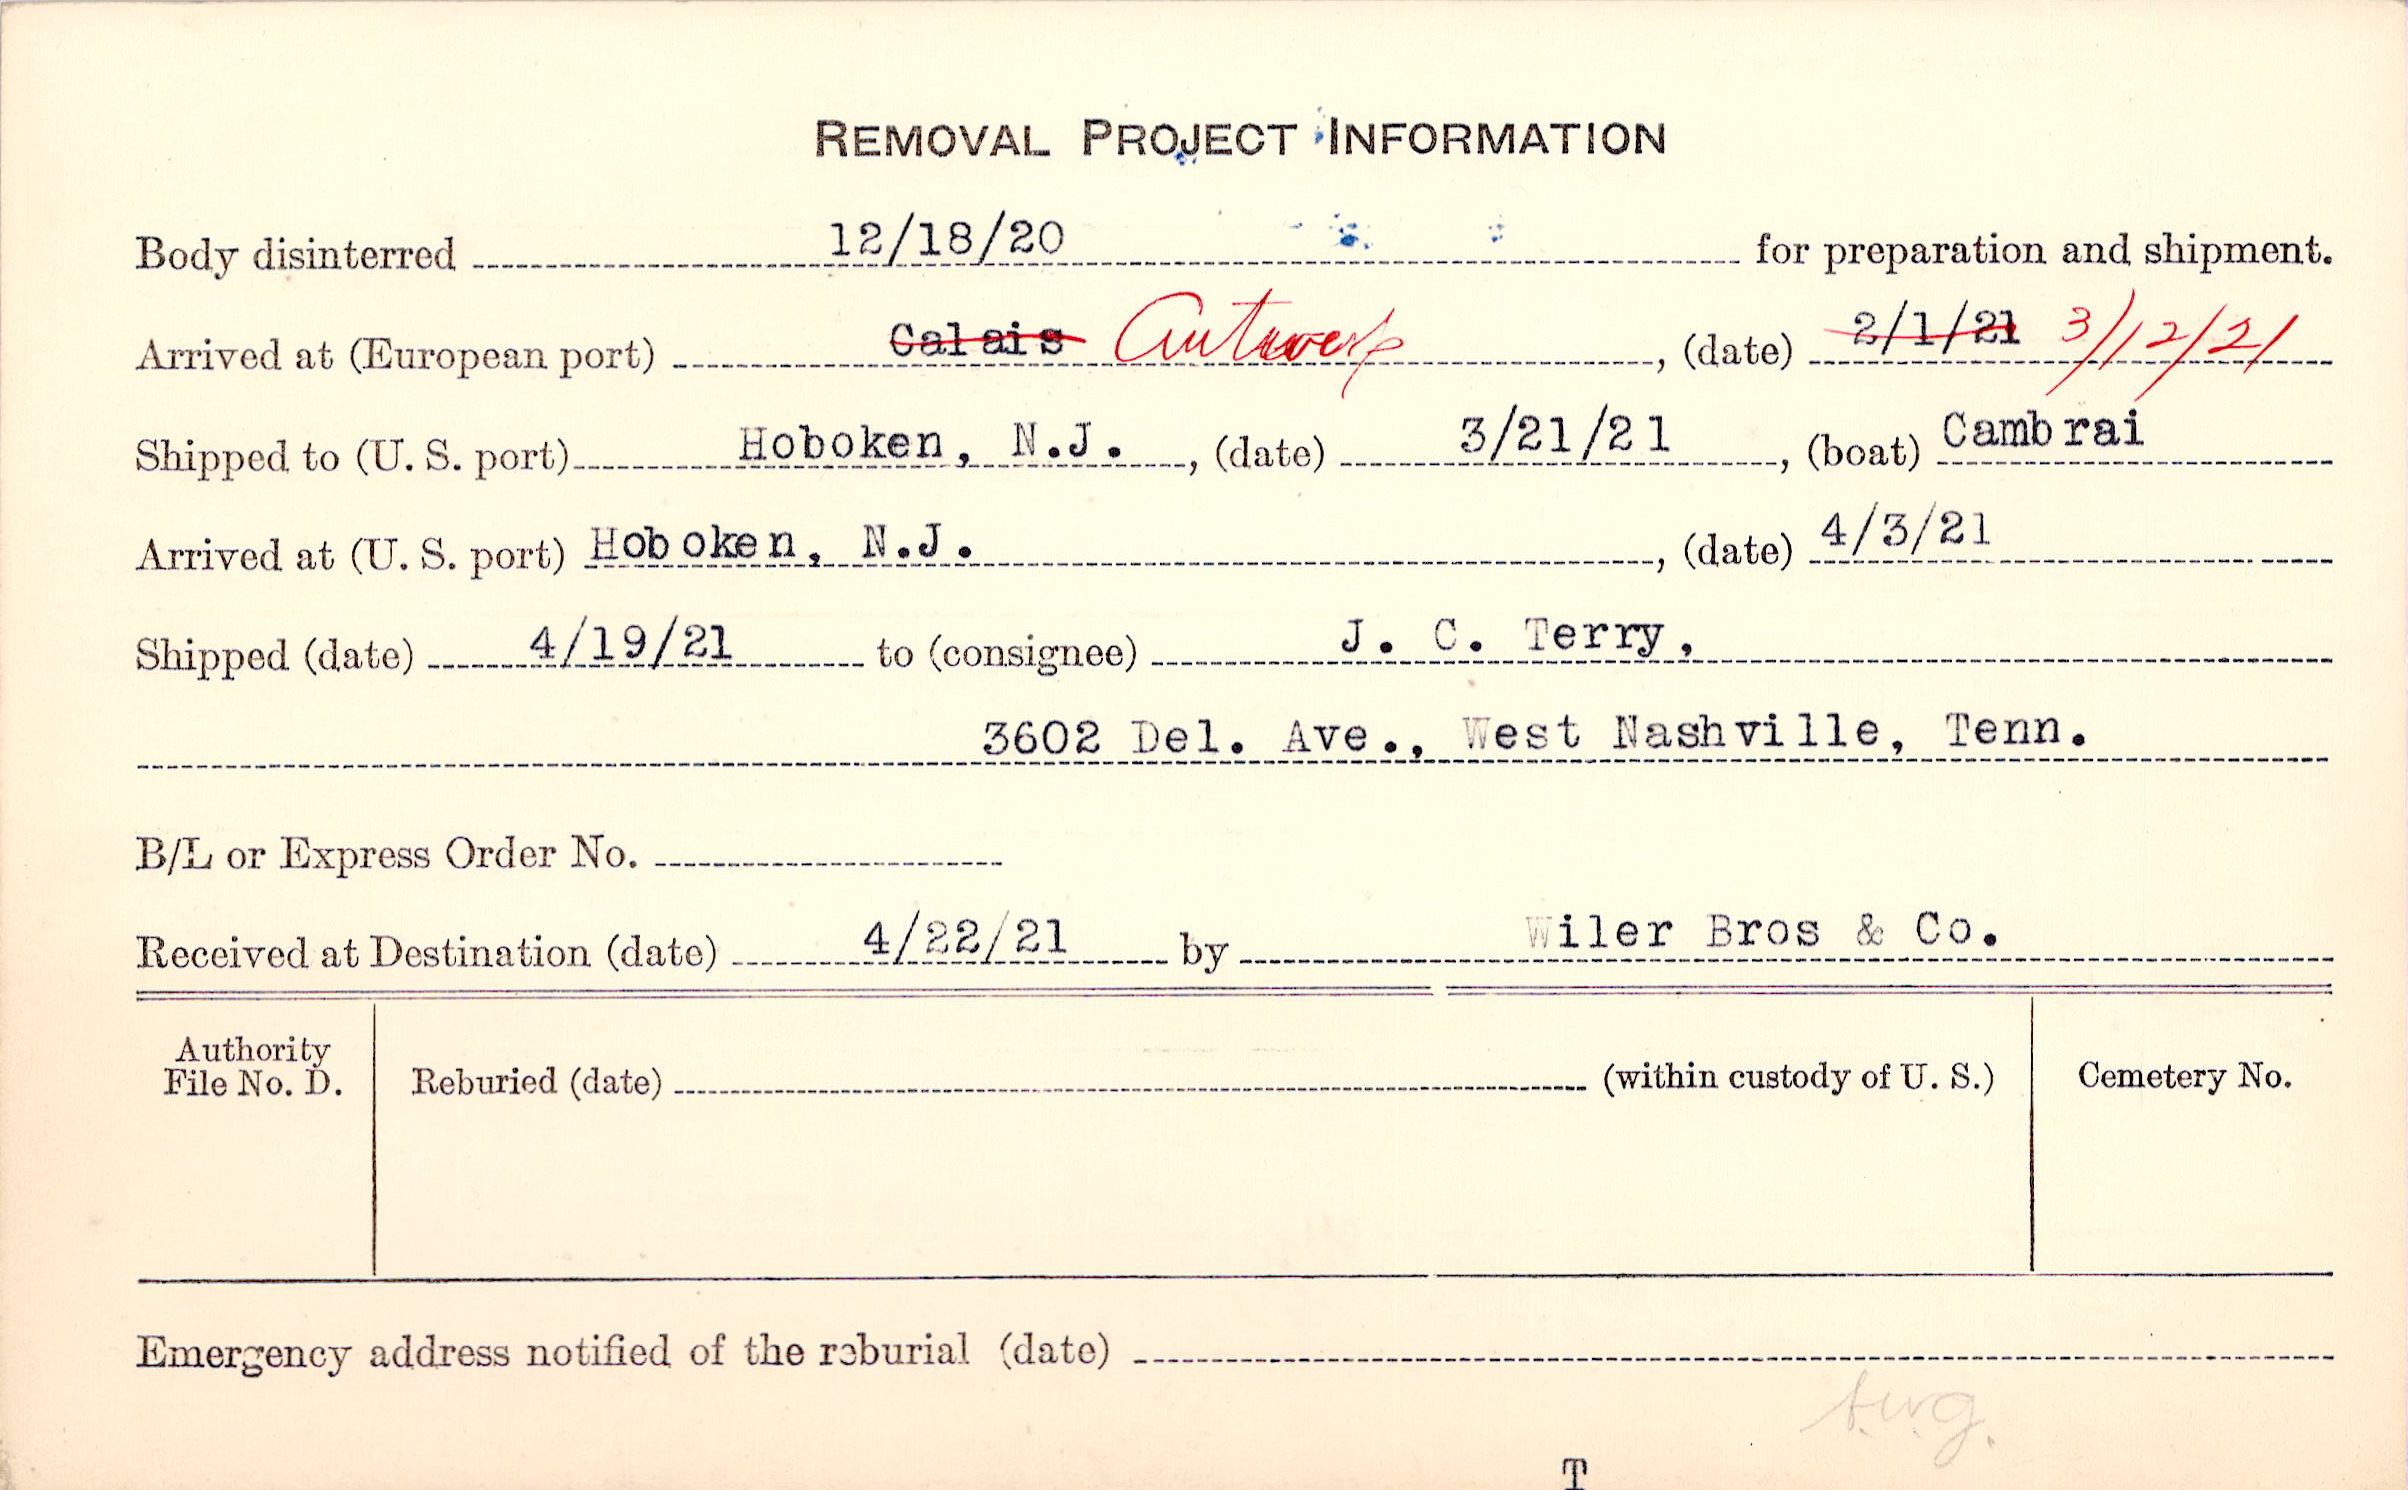 REMOVAL PROJECT INFORMATION
Body disinterred 12/18/20 for preparation and shipment.
Arrived at (European port) Calais Antwerp, (date) 2/1/21 3/12/21
Shipped to (U. S. port) Hoboken, N.J., (date) 3/21/21, (boat) Cambrai
Arrived at (U. S. port) Hoboken, N.J., (date) 4/3/21
Shipped (date) 4/19/21 to (consignee) J. C. Terry,
3602 Del. Ave., West Nashville, Tenn.
B/L or Express Order No.
Received at Destination (date) 4/22/21 by Wiler Bros & Co.
Authority
File No. D. Reburied (date) (within custody of U. S.) Cemetery No.
Emergency address notified of the reburial (date)
T